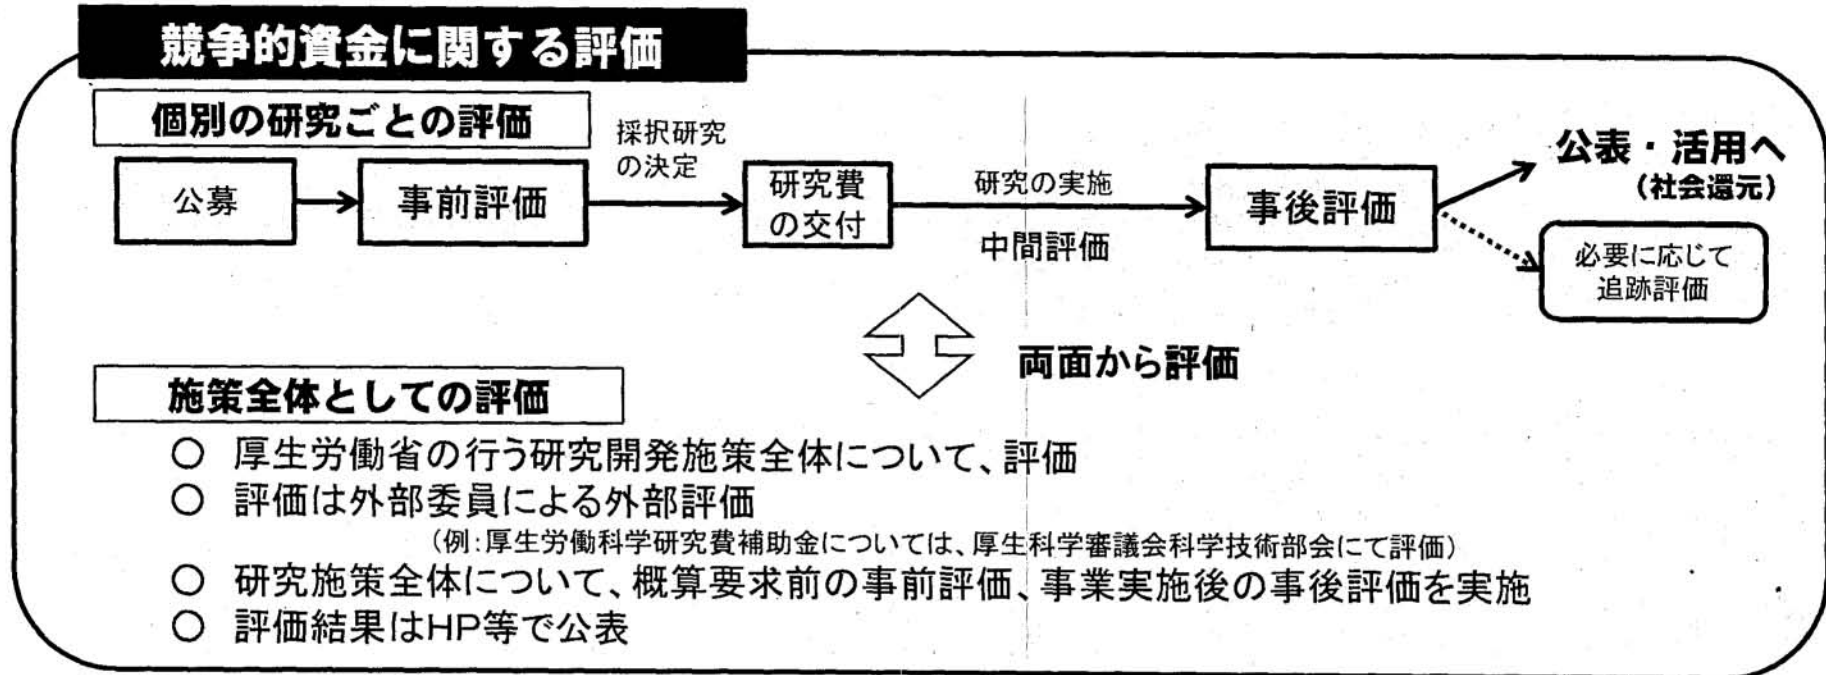 競争的資金に関する評価
個別の研究ごとの評価
公募
事前評価
採択研究
の決定
研究費
の交付
研究の実施
中間評価
事後評価
公表・活用へ
(社会還元)
必要に応じて
追跡評価
両面から評価
施策全体としての評価
○ 厚生労働省の行う研究開発施策全体について、評価
○ 評価は外部委員による外部評価
(例:厚生労働科学研究費補助金については、厚生科学審議会科学技術部会にて評価)
○ 研究施策全体について、概算要求前の事前評価、事業実施後の事後評価を実施
○ 評価結果はHP等で公表